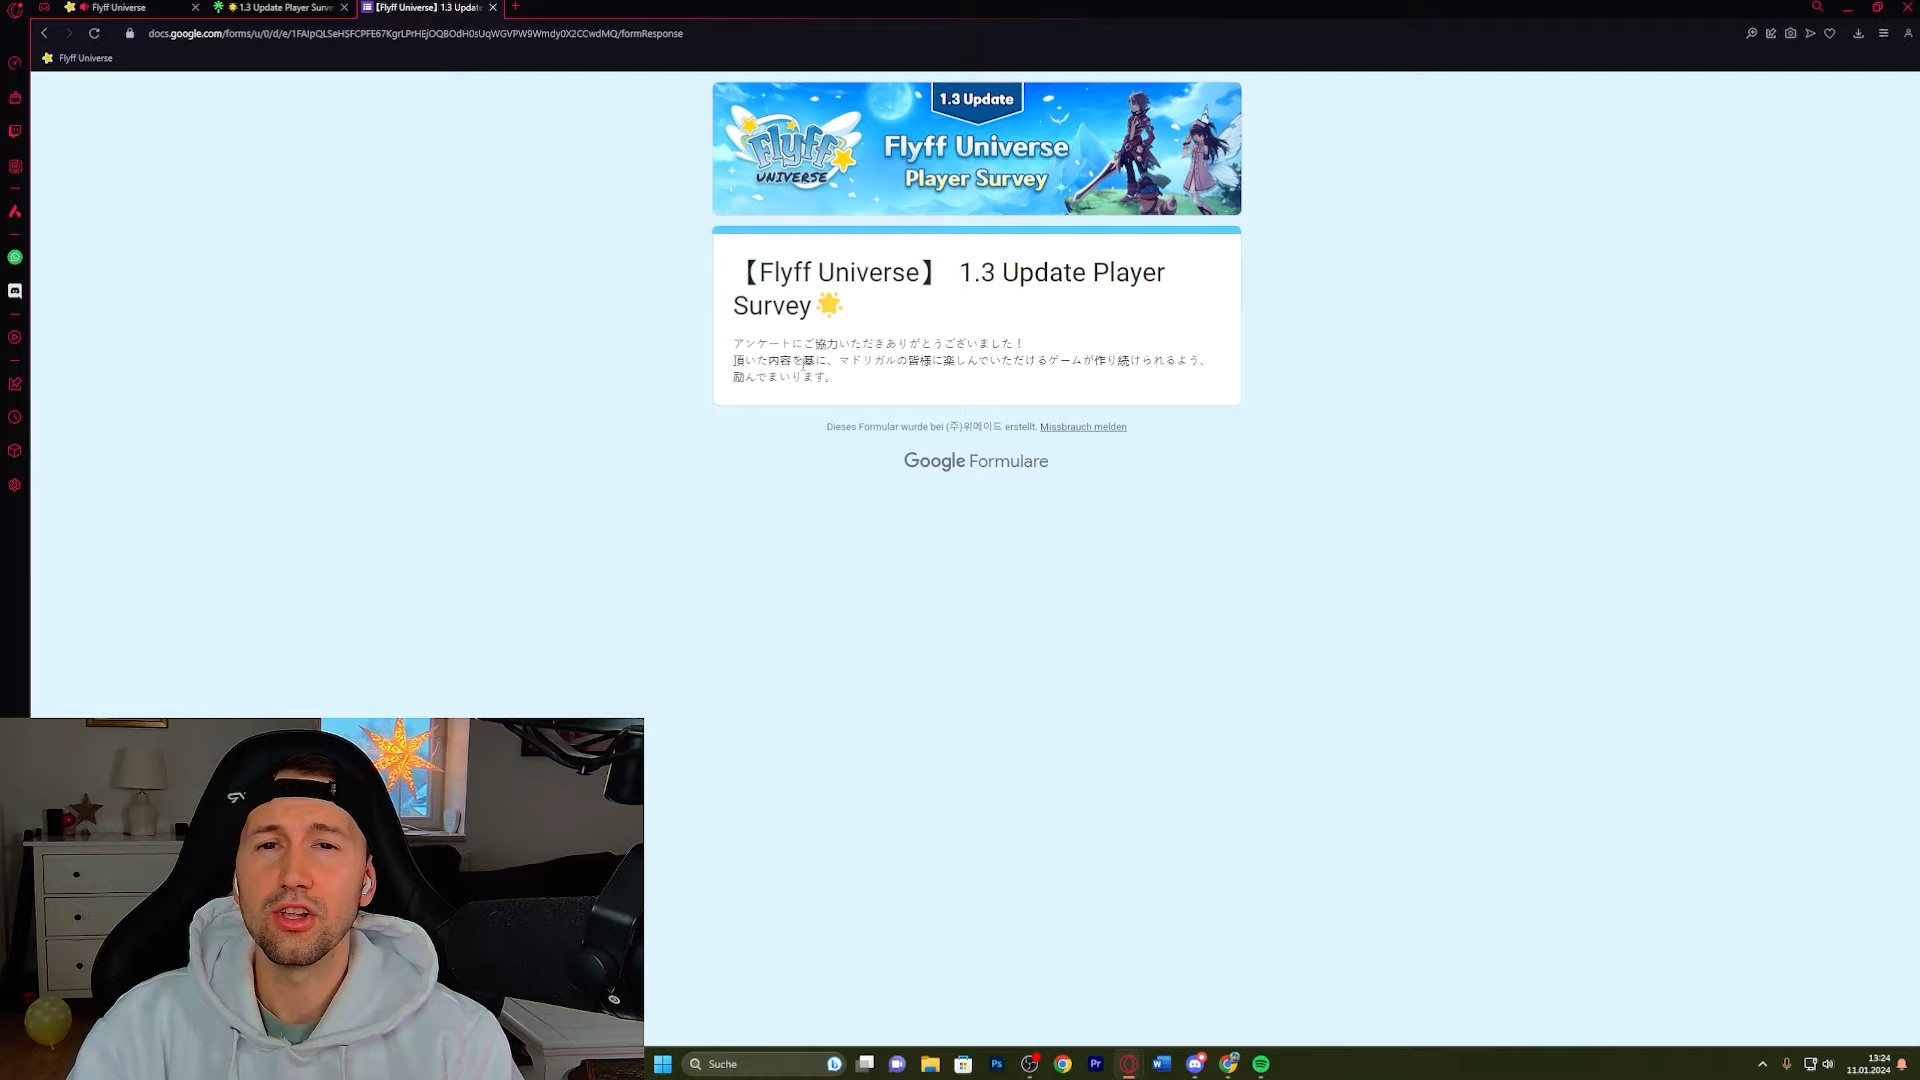 Flyff Universe
1.3 Update Player Surve
【Flyff Universe】 1.3 Updat
docs.google.com/forms/u/0/d/e/
/formResponse
Flyff Universe
1.3 Update
Flyff
UNIVERSE
Flyff Universe
Player Survey
【Flyff Universe】 1.3 Update Player
Survey🌟
アンケートにご協力いただきありがとうございました！
頂いた内容を基に、マドリガルの皆様に楽しんでいただけるゲームが作り続けられるよう、
励んでまいります。
Dieses Formular wurde bei (주)위메이드 erstellt. Missbrauch melden
Google Formulare
Suche
Ps
Pr
W
13:24
11.01.2024